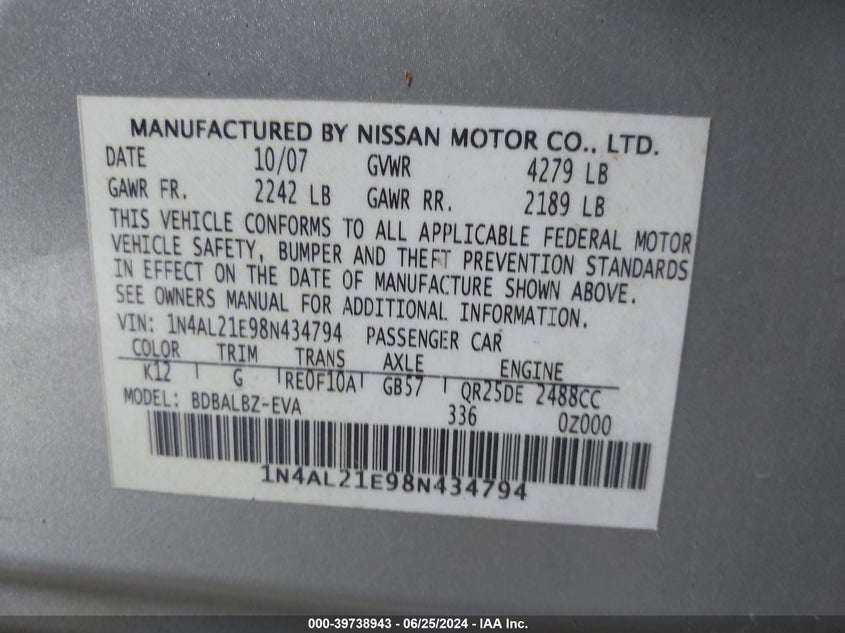 MANUFACTURED BY NISSAN MOTOR CO., LTD.
DATE 10/07 GVWR 4279 LB
GAWR FR. 2242 LB GAWR RR. 2189 LB
THIS VEHICLE CONFORMS TO ALL APPLICABLE FEDERAL MOTOR
VEHICLE SAFETY, BUMPER AND THEFT PREVENTION STANDARDS
IN EFFECT ON THE DATE OF MANUFACTURE SHOWN ABOVE.
SEE OWNERS MANUAL FOR ADDITIONAL INFORMATION.
VIN: 1N4AL21E98N434794 PASSENGER CAR
COLOR TRIM TRANS AXLE ENGINE
K12 G RE0F10A GB57 QR25DE 2488CC
MODEL: BDBALBZ-EVA 336 0Z000
1N4AL21E98N434794
000-39738943 - 06/25/2024 - IAA Inc.